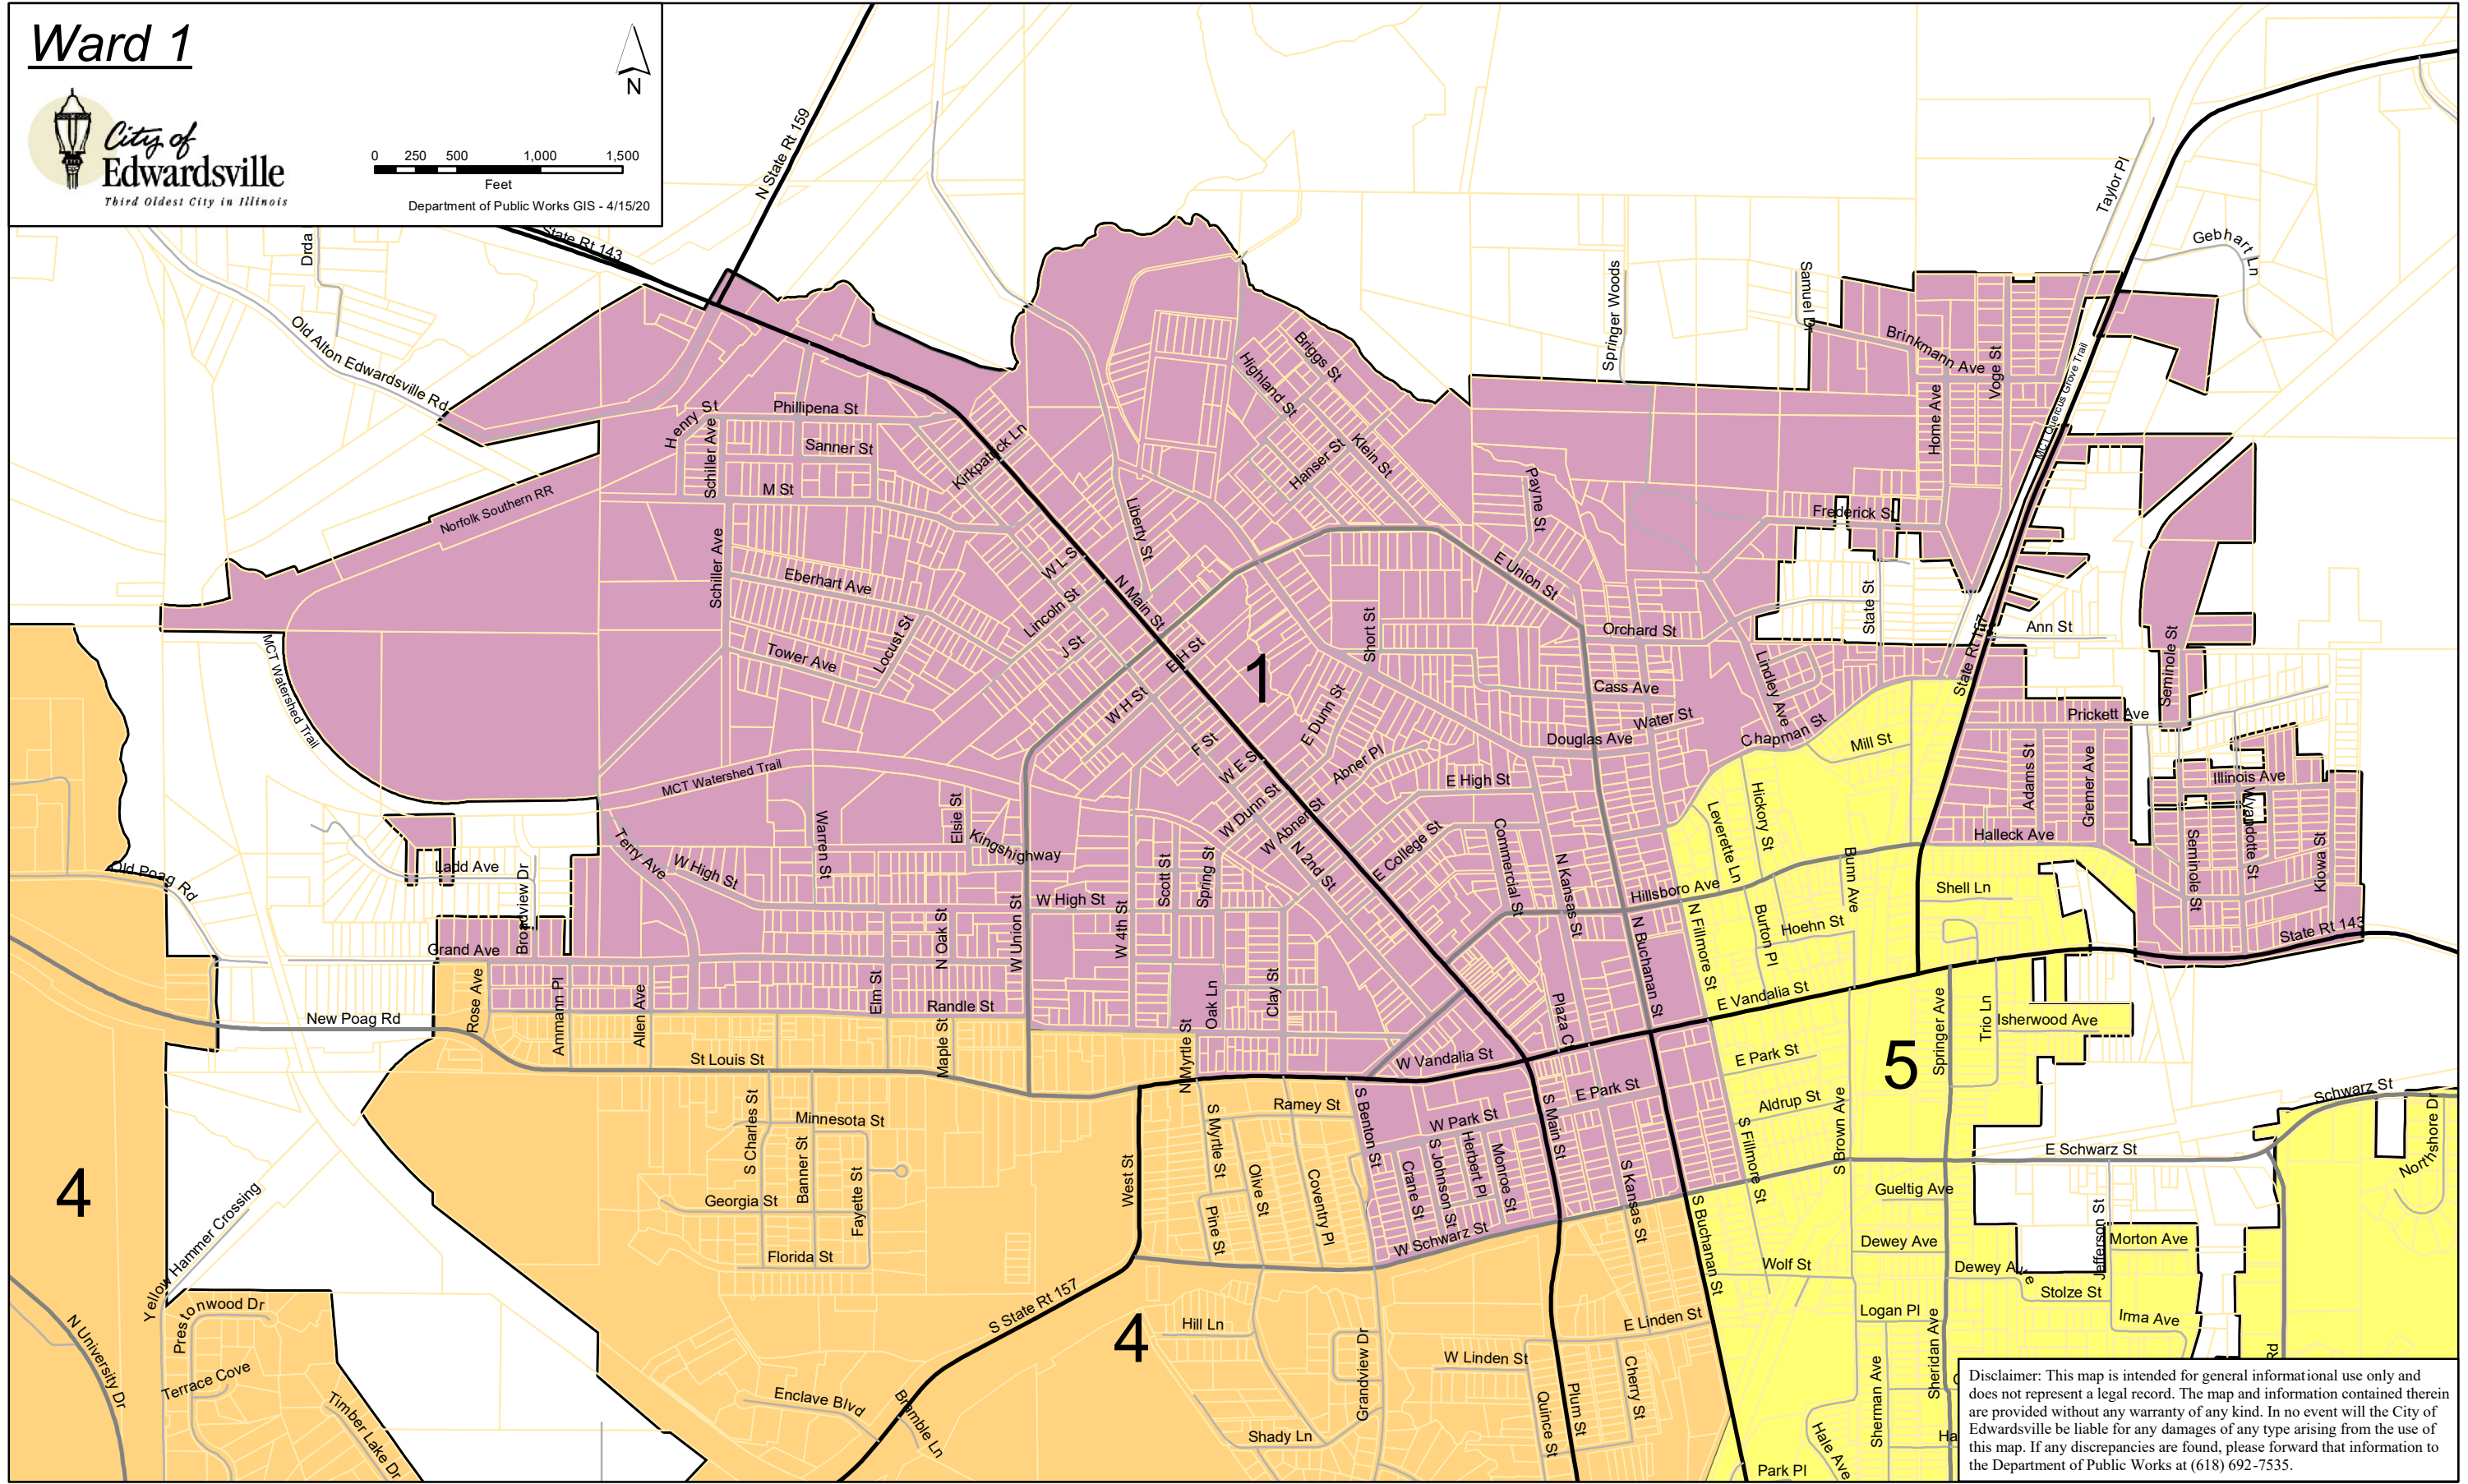 Ward 1
N
City of
Edwardsville
Third Oldest City in Illinois
0 250 500 1,000 1,500
Feet
Department of Public Works GIS - 4/15/20
N State Rt 159
State Rt 143
Drda
Old Alton Edwardsville Rd
Taylor Pl
Gebhart Ln
Springer Woods
Samuel Dr
Brinkmann Ave
Voge St
Home Ave
MCT Quercus Grove Trail
Briggs St
Highland St
Hanser St
Klein St
Henry St
Phillipena St
Schiller Ave
Sanner St
Kirkpatrick Ln
M St
Norfolk Southern RR
Liberty St
Payne St
Frederick St
Schiller Ave
Eberhart Ave
W L S
Lincoln St
N Main St
E Union St
State St
Ann St
Tower Ave
Locust St
J St
E H St
1
Short St
Orchard St
State Rt 157
Seminole St
MCT Watershed Trail
W H St
E Dunn St
Cass Ave
Lindley Ave
Water St
Prickett Ave
F St
Douglas Ave
Chapman St
Mill St
MCT Watershed Trail
W E S
Abner Pl
E High St
Adams St
Gremer Ave
Illinois Ave
Wyandotte St
Warren St
Elsie St
Kingshighway
W Dunn St
W Abner St
Leverette Ln
Hickory St
Halleck Ave
Terry Ave
W High St
N 2nd St
E College St
Commercial St
N Kansas St
Bunn Ave
Seminole St
Kiowa St
Old Poag Rd
Ladd Ave
Broadview Dr
Scott St
Spring St
Hillsboro Ave
Shell Ln
Grand Ave
N Oak St
W Union St
W High St
W 4th St
N Buchanan St
N Fillmore St
Burton Pl
Hoehn St
State Rt 143
Rose Ave
Ammann Pl
Allen Ave
Elm St
Randle St
Oak Ln
Clay St
Plaza C
E Vandalia St
Springer Ave
Trio Ln
Isherwood Ave
New Poag Rd
St Louis St
Maple St
N Myrtle St
W Vandalia St
E Park St
5
E Park St
Schwarz St
S Charles St
Minnesota St
Banner St
Fayette St
Georgia St
Florida St
West St
S Myrtle St
Ramey St
Olive St
Pine St
Coventry Pl
S Benton St
W Park St
Crane St
S Johnson St
Herbert Pl
Monroe St
S Main St
W Schwarz St
S Kansas St
S Buchanan St
S Fillmore St
Aldrup St
S Brown Ave
E Schwarz St
Northshore Dr
Gueltig Ave
Jefferson St
Morton Ave
Dewey Ave
Dewey Ave
Wolf St
Stolze St
Irma Ave
Logan Pl
4
Yellow Hammer Crossing
Prestonwood Dr
N University Dr
Terrace Cove
Timber Lake Dr
S State Rt 157
4
Hill Ln
Grandview Dr
W Linden St
E Linden St
Cherry St
Plum St
Quince St
Enclave Blvd
Bramble Ln
Shady Ln
Sherman Ave
Sheridan Ave
Hale Ave
Park Pl
Ha
Rd
Disclaimer: This map is intended for general informational use only and
does not represent a legal record. The map and information contained therein
are provided without any warranty of any kind. In no event will the City of
Edwardsville be liable for any damages of any type arising from the use of
this map. If any discrepancies are found, please forward that information to
the Department of Public Works at (618) 692-7535.